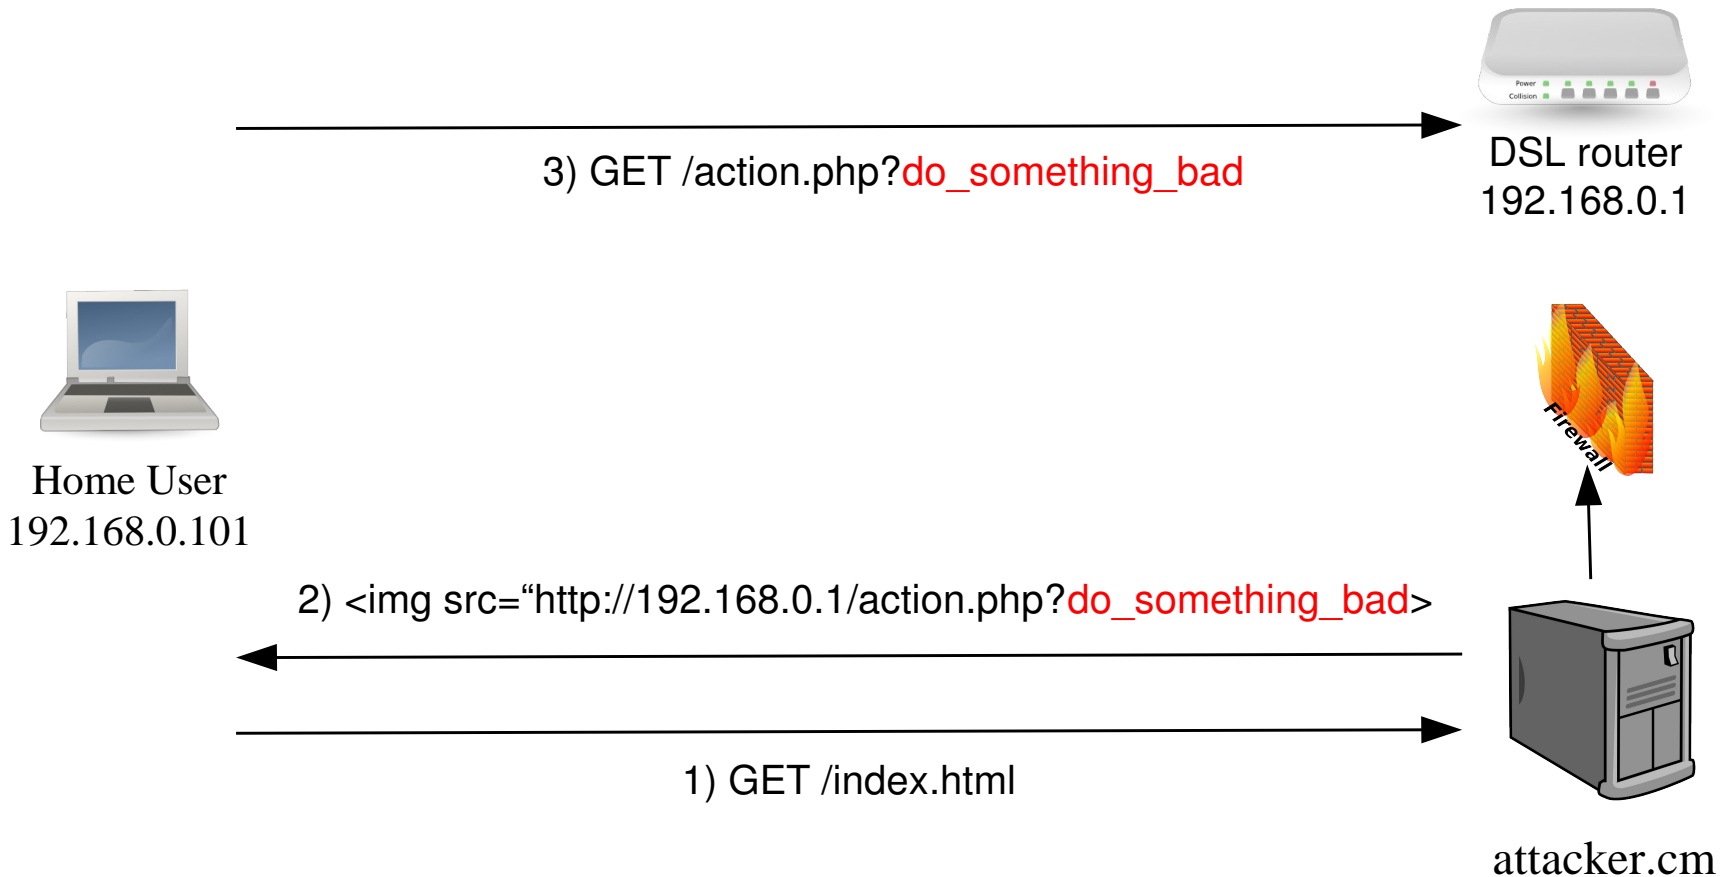 Power
Collision
DSL router
192.168.0.1
3) GET /action.php?do_something_bad
Firewall
Home User
192.168.0.101
2) <img src=“http://192.168.0.1/action.php?do_something_bad>
1) GET /index.html
attacker.cm